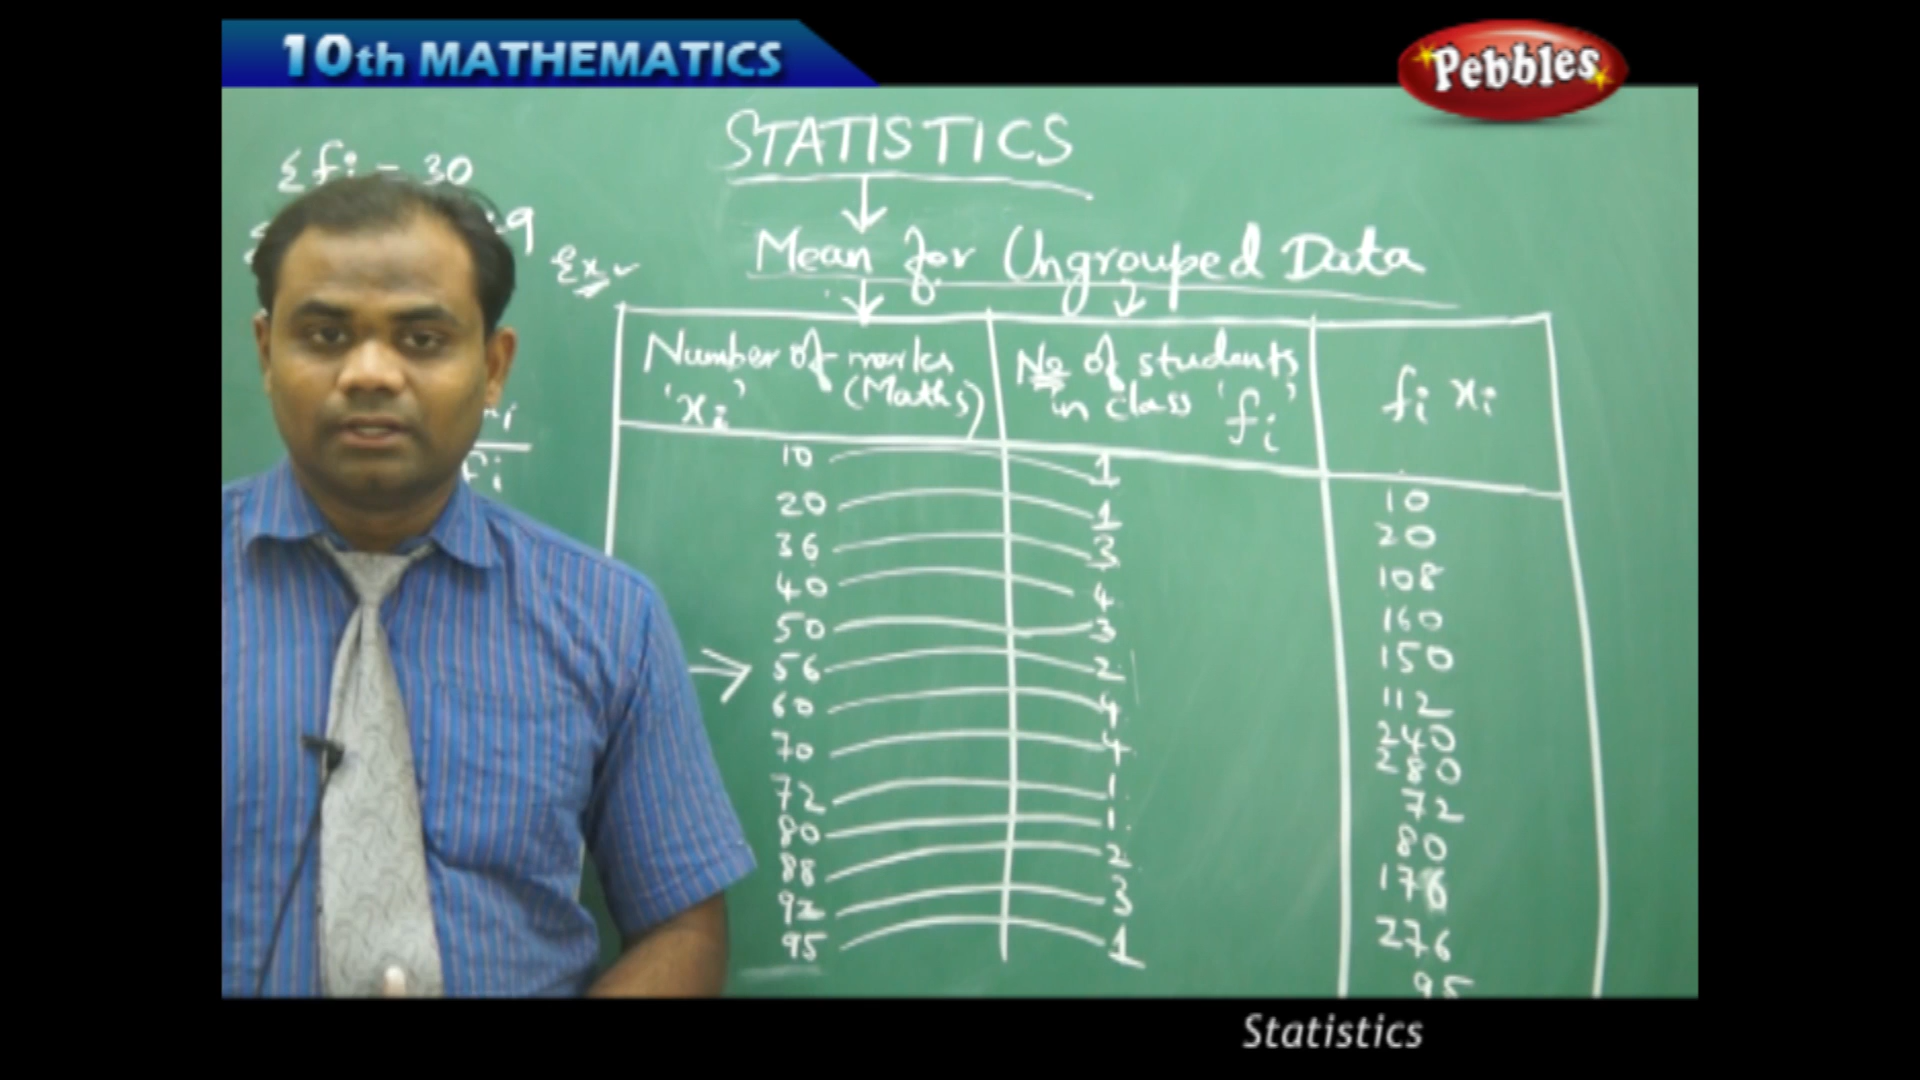 10th MATHEMATICS
Pebbles
STATISTICS
Σfi - 30
9
Mean for Ungrouped Data
Number of marks (Maths) 'xi'
No of students in class 'fi'
fi xi
fi
10 1 10
20 1 20
36 3 108
40 4 160
50 3 150
56 2 112
60 4 240
70 4 280
72 1 72
80 1 80
88 2 176
92 3 276
95 1 95
Statistics